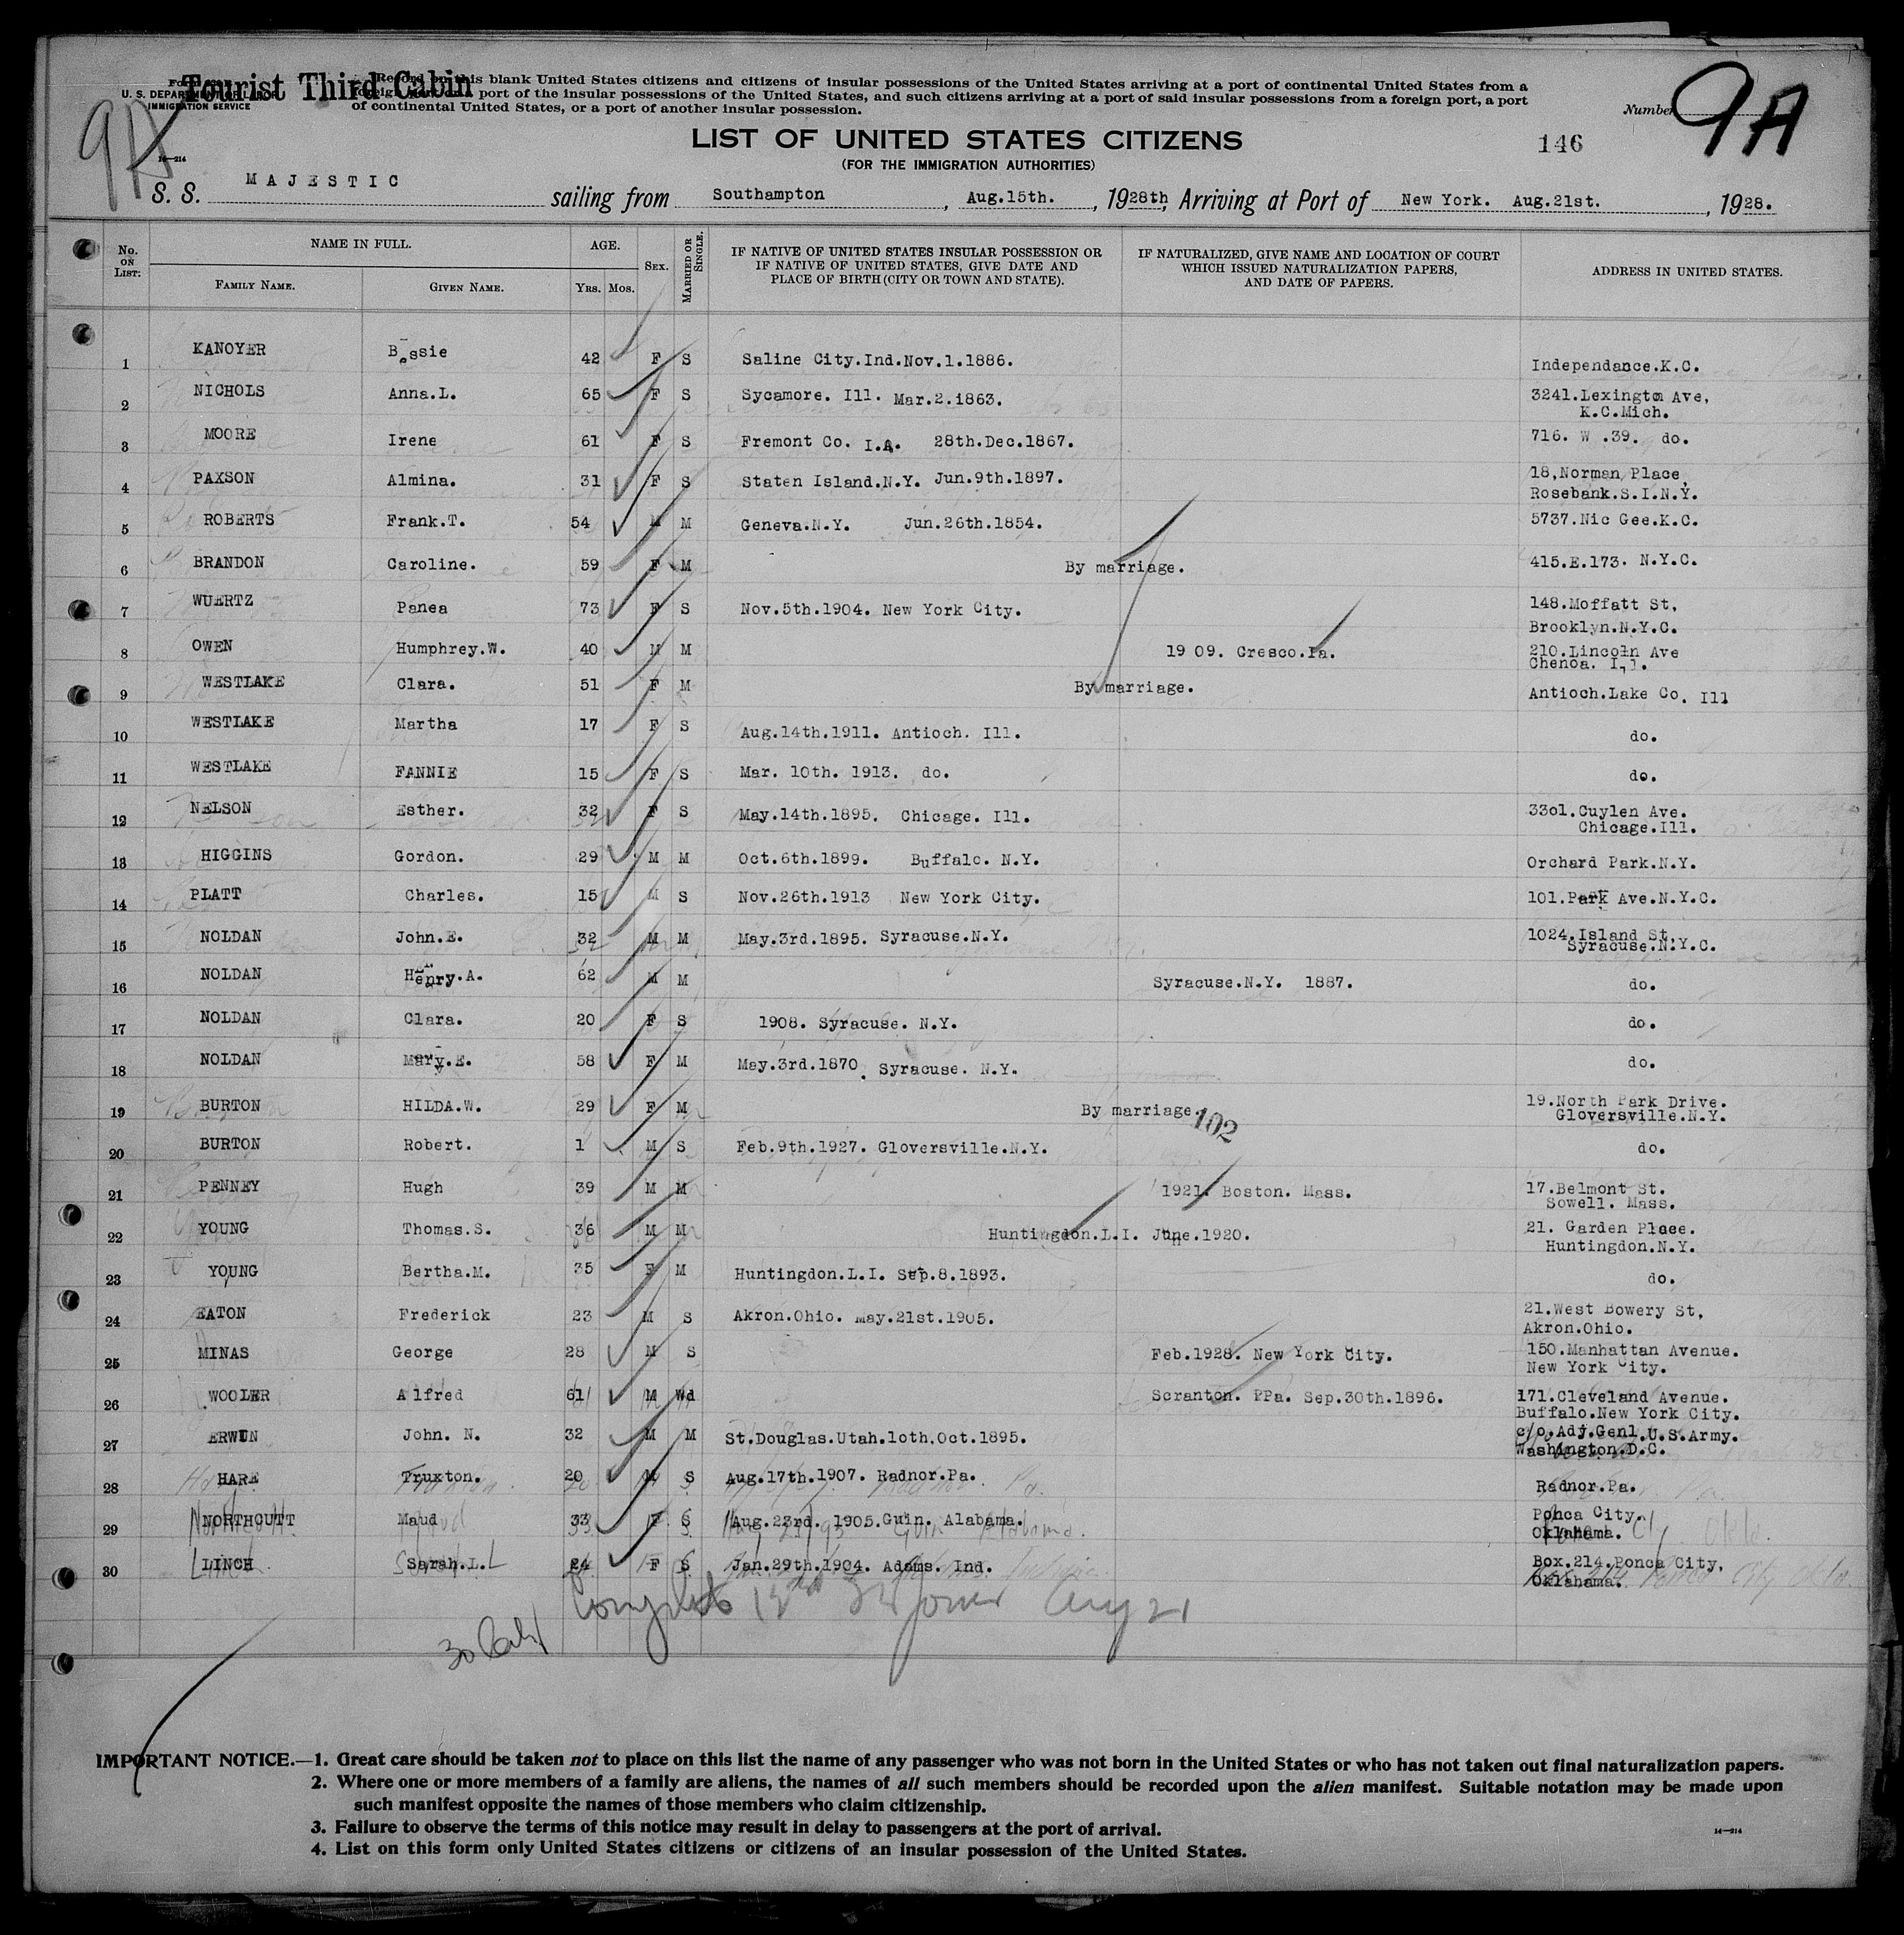 Tourist Third Cabin
U. S. DEPARTMENT OF LABOR
IMMIGRATION SERVICE
Record on this blank United States citizens and citizens of insular possessions of the United States arriving at a port of continental United States from a
foreign port or a port of the insular possessions of the United States, and such citizens arriving at a port of said insular possessions from a foreign port, a port
of continental United States, or a port of another insular possession.
Number 9A
9A
14—214
LIST OF UNITED STATES CITIZENS
146
(FOR THE IMMIGRATION AUTHORITIES)
S. S. MAJESTIC sailing from Southampton, Aug.15th., 1928th, Arriving at Port of New York. Aug.21st., 1928.
No. ON LIST. NAME IN FULL. FAMILY NAME. GIVEN NAME. AGE. YRS. MOS. SEX. MARRIED OR SINGLE. IF NATIVE OF UNITED STATES INSULAR POSSESSION OR IF NATIVE OF UNITED STATES, GIVE DATE AND PLACE OF BIRTH (CITY OR TOWN AND STATE). IF NATURALIZED, GIVE NAME AND LOCATION OF COURT WHICH ISSUED NATURALIZATION PAPERS, AND DATE OF PAPERS. ADDRESS IN UNITED STATES.
1 KANOYER Bessie 42 F S Saline City.Ind.Nov.1.1886. Independance.K.C.
2 NICHOLS Anna.L. 65 F S Sycamore. Ill. Mar.2.1863. 3241.Lexington Ave, K.C.Mich.
3 MOORE Irene 61 F S Fremont Co. I.A. 28th.Dec.1867. 716. W .39. do.
4 PAXSON Almina. 31 F S Staten Island.N.Y. Jun.9th.1897. 18,Norman Place, Rosebank.S.I.N.Y.
5 ROBERTS Frank.T. 54 M M Geneva.N.Y. Jun.26th.1854. 5737.Nic Gee.K.C.
6 BRANDON Caroline. 59 F M By marriage. 415.E.173. N.Y.C.
7 WUERTZ Panea 73 F S Nov.5th.1904. New York City. 148.Moffatt St, Brooklyn.N.Y.C.
8 OWEN Humphrey.W. 40 M M 19 09. Cresco.Pa. 210.Lincoln Ave Chenoa. Ill.
9 WESTLAKE Clara. 51 F M By marriage. Antioch.Lake Co. Ill
10 WESTLAKE Martha 17 F S Aug.14th.1911. Antioch. Ill. do.
11 WESTLAKE FANNIE 15 F S Mar. 10th. 1913. do. do.
12 NELSON Esther. 32 F S May.14th.1895. Chicage. Ill. 33ol.Cuylen Ave. Chicage.Ill.
13 HIGGINS Gordon. 29 M M Oct.6th.1899. Buffalo. N.Y. Orchard Park.N.Y.
14 PLATT Charles. 15 M S Nov.26th.1913 New York City. 101.Park Ave.N.Y.C.
15 NOLDAN John.E. 32 M M May.3rd.1895. Syracuse.N.Y. 1024.Island St. Syracuse.N.Y.C.
16 NOLDAN Henry.A. 62 M M Syracuse.N.Y. 1887. do.
17 NOLDAN Clara. 20 F S 1908. Syracuse. N.Y. do.
18 NOLDAN Mary.E. 58 F M May.3rd.1870. Syracuse. N.Y. do.
19 BURTON HILDA.W. 29 F M By marriage. 102 19.North Park Drive. Gloversville.N.Y.
20 BURTON Robert. 1 M S Feb.9th.1927. Gloversville.N.Y. do.
21 PENNEY Hugh 39 M M 1921. Boston. Mass. 17.Belmont St. Sowell. Mass.
22 YOUNG Thomas.S. 36 M M Huntingdon.L.I. June.1920. 21. Garden Place. Huntingdon.N.Y.
23 YOUNG Bertha.M. 35 F M Huntingdon.L.I. Sep.8.1893. do.
24 EATON Frederick 23 M S Akron.Ohio. May.21st.1905. 21.West Bowery St, Akron.Ohio.
25 MINAS George 28 M S Feb.1928. New York City. 150.Manhattan Avenue. New York City.
26 WOOLER Alfred 61 M Wd Scranton. PPa. Sep.30th.1896. 171.Cleveland Avenue. Buffalo.New York City.
27 ERWIN John. N. 32 M M St.Douglas.Utah.10th.Oct.1895. c/o.Adj.Genl.U.S.Army. Washington.D.C.
28 HARE Truxton. 20 M S Aug.17th.1907. Radnor.Pa. Radnor.Pa.
29 NORTHCUTT Maud 33 F S Aug.23rd. 1905.Guin. Alabama. Ponca City. Oklahama.
30 LINCH Sarah.L. 24 F S Jan.29th.1904. Adams. Ind. Box.214.Ponca City, Oklahama.
Aug 21
30
IMPORTANT NOTICE.—1. Great care should be taken not to place on this list the name of any passenger who was not born in the United States or who has not taken out final naturalization papers.
2. Where one or more members of a family are aliens, the names of all such members should be recorded upon the alien manifest. Suitable notation may be made upon
such manifest opposite the names of those members who claim citizenship.
3. Failure to observe the terms of this notice may result in delay to passengers at the port of arrival.
4. List on this form only United States citizens or citizens of an insular possession of the United States.
14—214